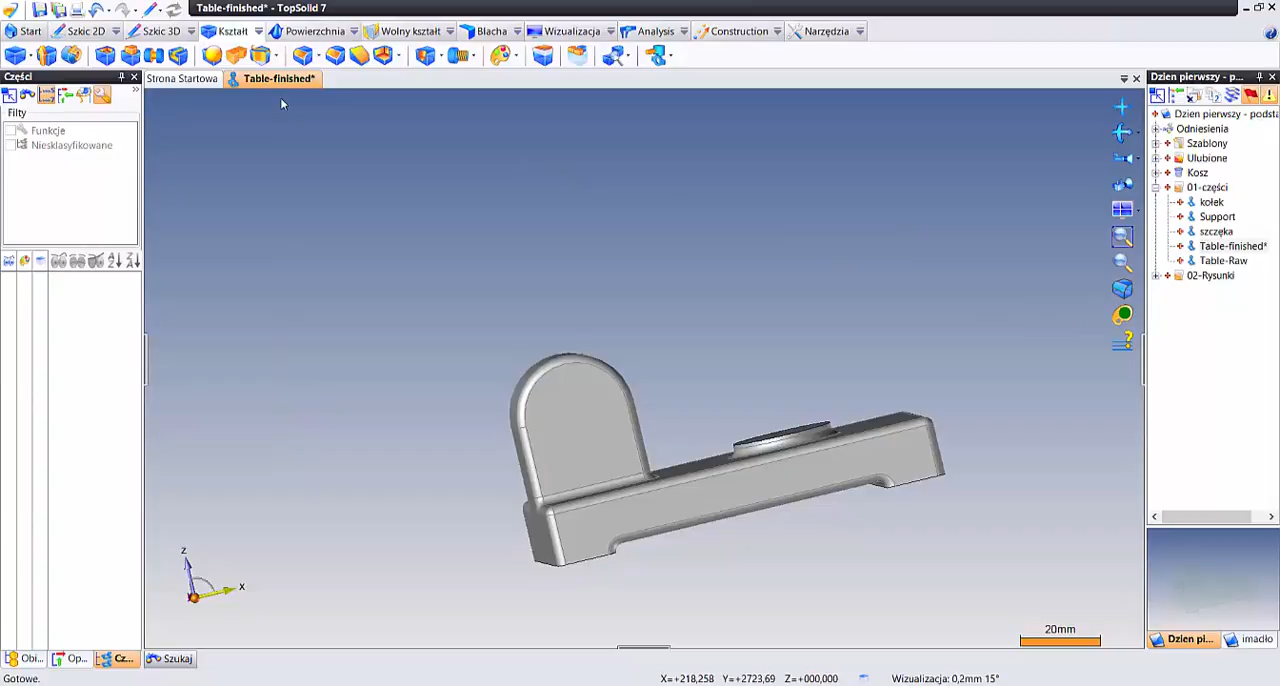 Table-finished* - TopSolid 7
Start
Szkic 2D
Szkic 3D
Kształt
Powierzchnia
Wolny kształt
Blacha
Wizualizacja
Analysis
Construction
Narzędzia
Części
Strona Startowa
Table-finished*
Dzien pierwszy - p...
Filty
Funkcje
Niesklasyfikowane
Dzien pierwszy - podsta
Odniesienia
Szablony
Ulubione
Kosz
01-części
kołek
Support
szczęka
Table-finished*
Table-Raw
02-Rysunki
z
x
20mm
Obi...
Op...
Cz...
Szukaj
Dzien pi...
imadło
Gotowe.
X=+218,258 Y=+2723,69 Z=+000,000
Wizualizacja: 0,2mm 15°